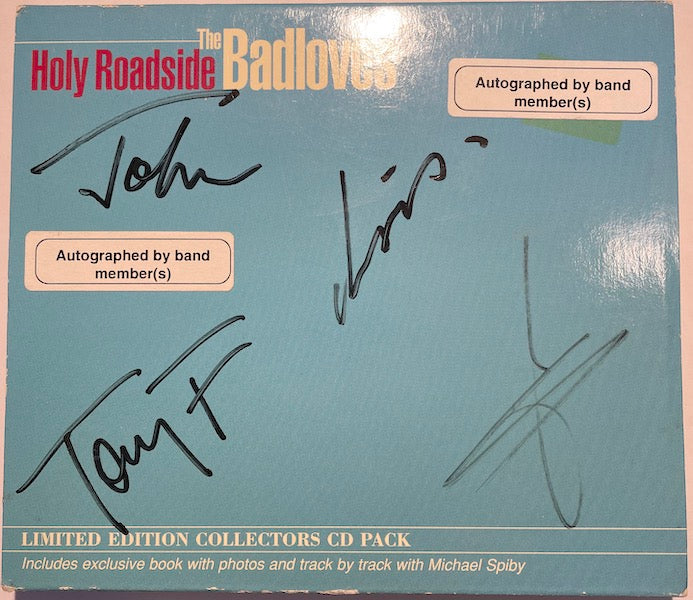 The
Holy Roadside Badloves
Autographed by band
member(s)
John
Autographed by band
member(s)
Tony F
LIMITED EDITION COLLECTORS CD PACK
Includes exclusive book with photos and track by track with Michael Spiby